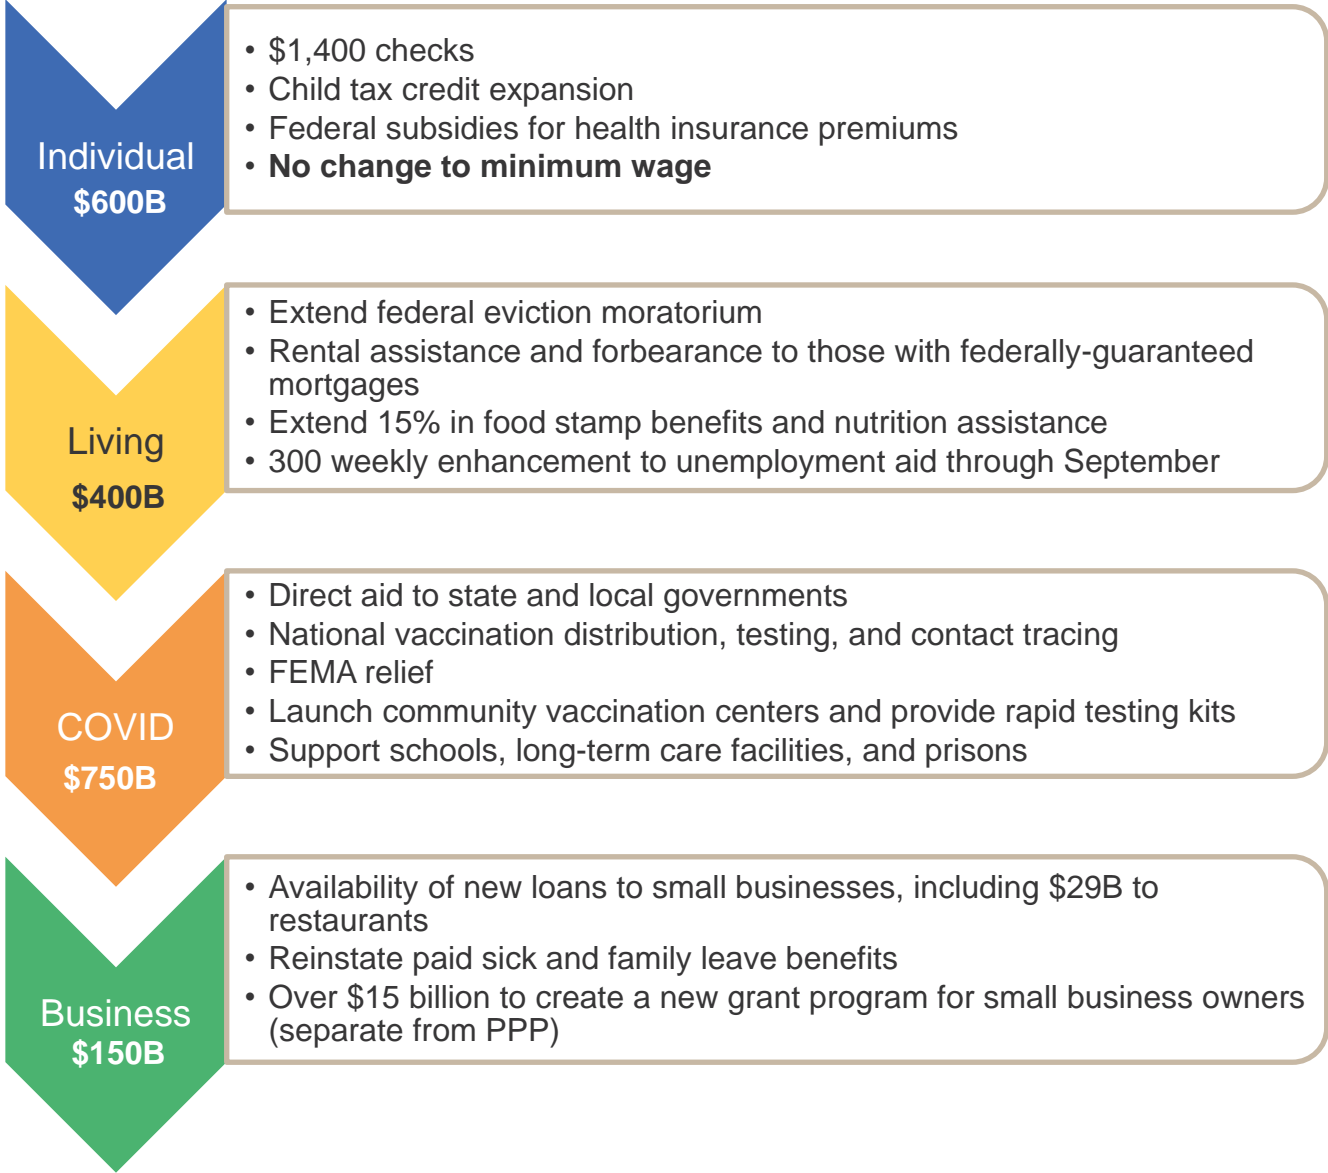 Individual
$600B
• $1,400 checks
• Child tax credit expansion
• Federal subsidies for health insurance premiums
• No change to minimum wage
Living
$400B
• Extend federal eviction moratorium
• Rental assistance and forbearance to those with federally-guaranteed
mortgages
• Extend 15% in food stamp benefits and nutrition assistance
• 300 weekly enhancement to unemployment aid through September
COVID
$750B
• Direct aid to state and local governments
• National vaccination distribution, testing, and contact tracing
• FEMA relief
• Launch community vaccination centers and provide rapid testing kits
• Support schools, long-term care facilities, and prisons
Business
$150B
• Availability of new loans to small businesses, including $29B to
restaurants
• Reinstate paid sick and family leave benefits
• Over $15 billion to create a new grant program for small business owners
(separate from PPP)